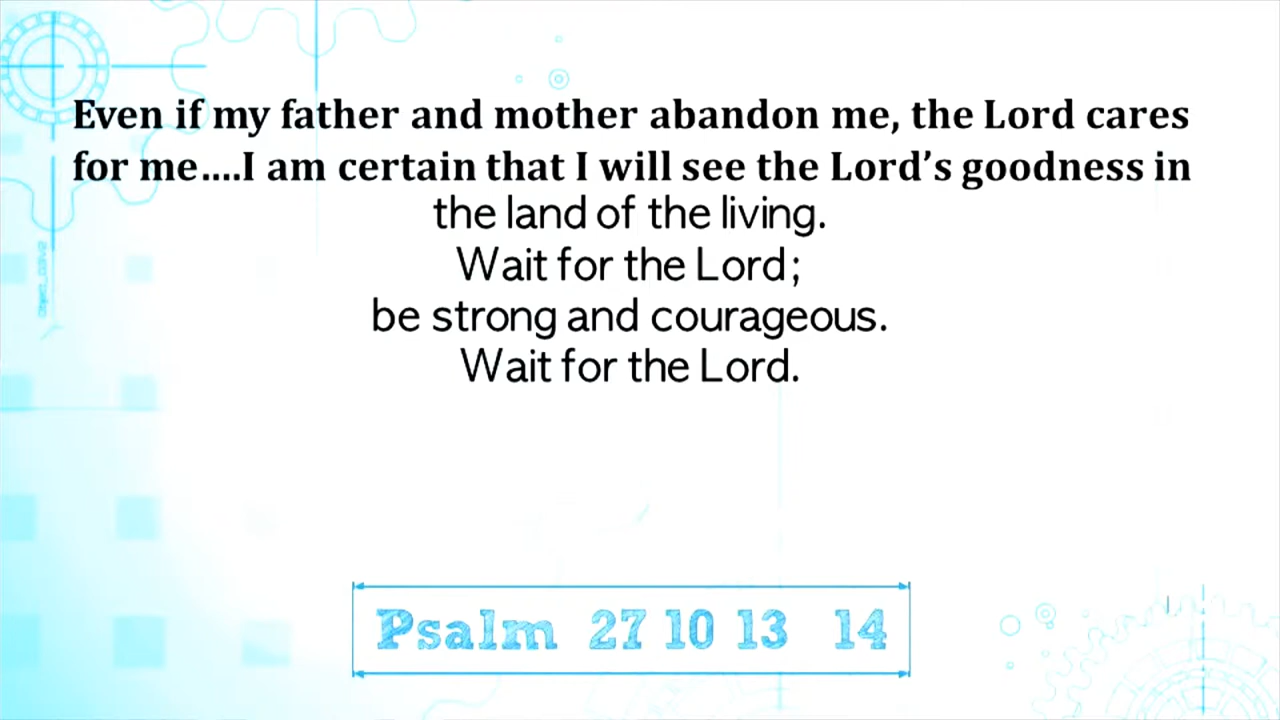 Even if my father and mother abandon me, the Lord cares
for me....I am certain that I will see the Lord’s goodness in
the land of the living.
Wait for the Lord;
be strong and courageous.
Wait for the Lord.
Psalm 27 10 13 14